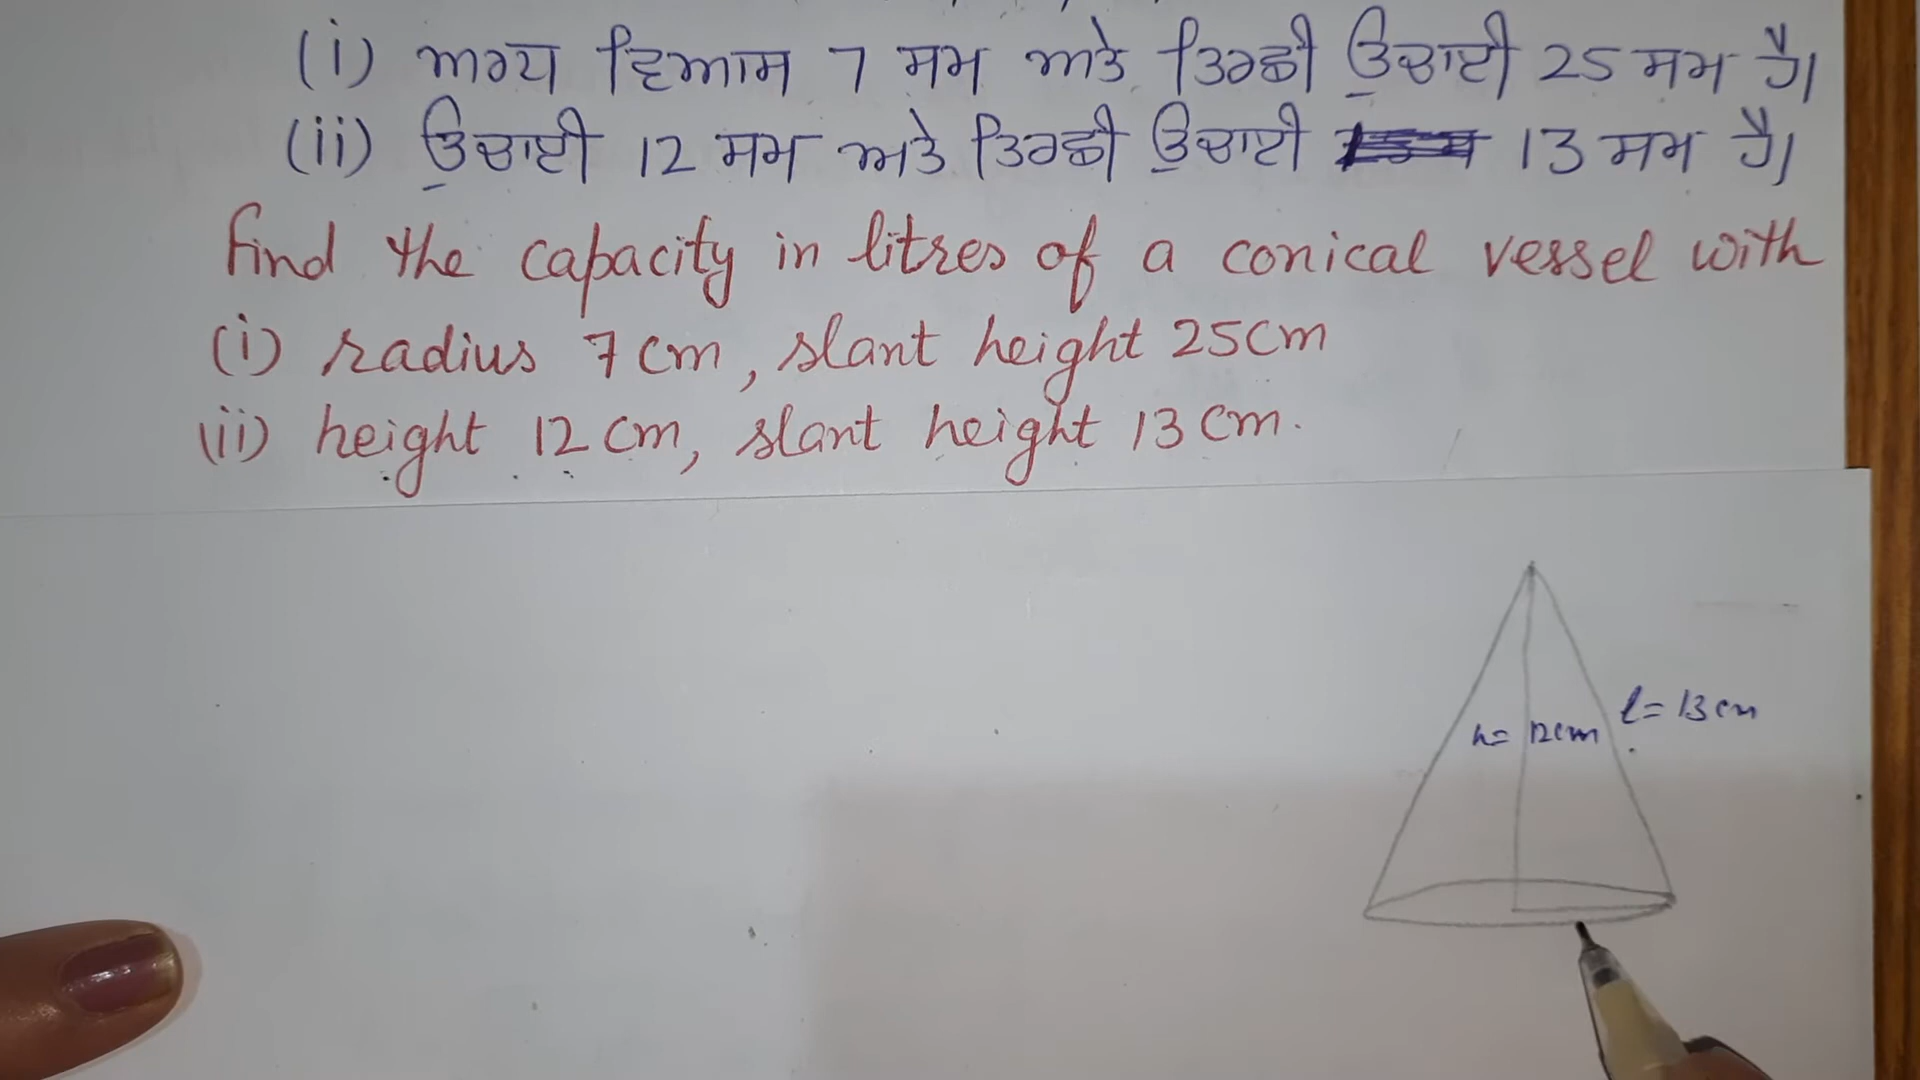 (i) ਅਰਧ ਵਿਆਸ 7 ਸਮ ਅਤੇ ਤਿਰਛੀ ਉਚਾਈ 25 ਸਮ ਹੈ।
(ii) ਉਚਾਈ 12 ਸਮ ਅਤੇ ਤਿਰਛੀ ਉਚਾਈ 13 ਸਮ ਹੈ।
Find the capacity in litres of a conical vessel with
(i) radius 7 cm, slant height 25cm
(ii) height 12 cm, slant height 13 cm.
l = 13 cm
h = 12cm